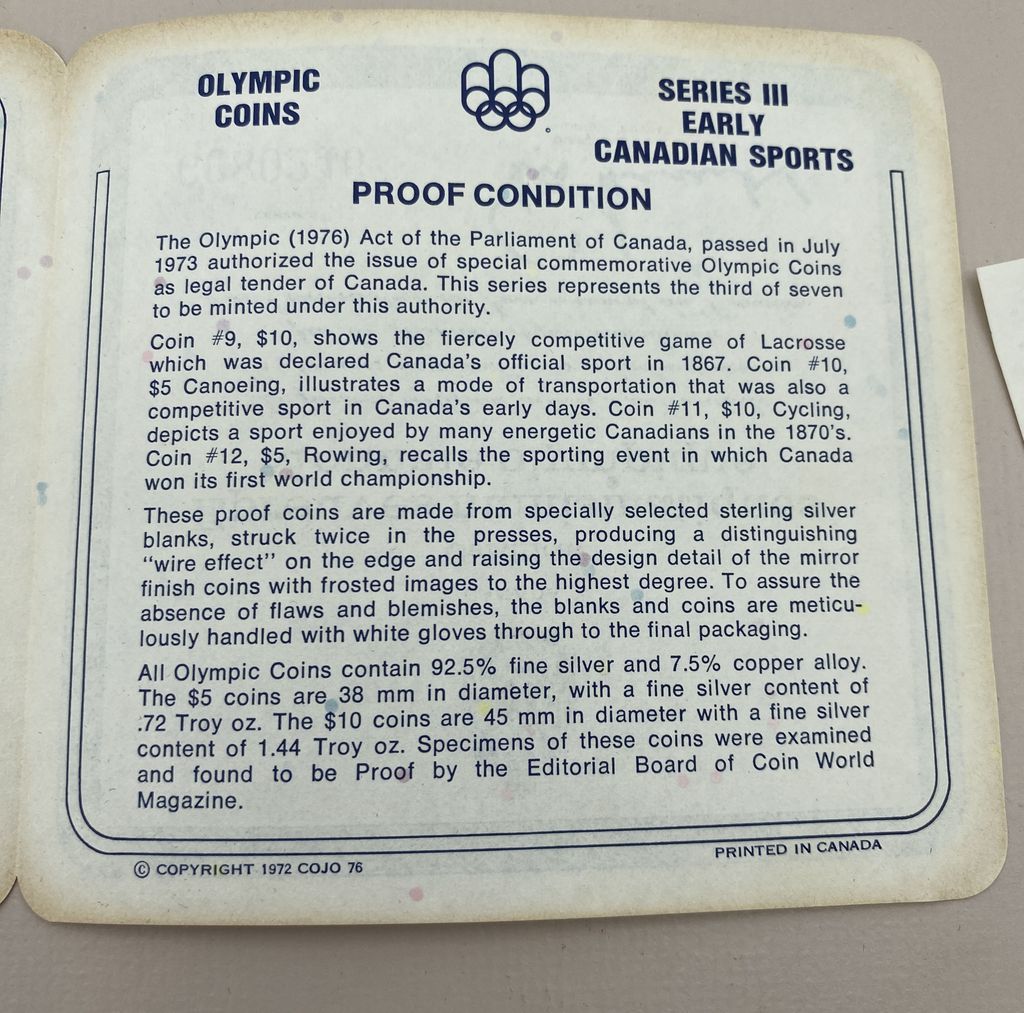 OLYMPIC
COINS
SERIES III
EARLY
CANADIAN SPORTS
PROOF CONDITION
The Olympic (1976) Act of the Parliament of Canada, passed in July
1973 authorized the issue of special commemorative Olympic Coins
as legal tender of Canada. This series represents the third of seven
to be minted under this authority.
Coin #9, $10, shows the fiercely competitive game of Lacrosse
which was declared Canada's official sport in 1867. Coin #10,
$5 Canoeing, illustrates a mode of transportation that was also a
competitive sport in Canada's early days. Coin #11, $10, Cycling,
depicts a sport enjoyed by many energetic Canadians in the 1870's.
Coin #12, $5, Rowing, recalls the sporting event in which Canada
won its first world championship.
These proof coins are made from specially selected sterling silver
blanks, struck twice in the presses, producing a distinguishing
"wire effect" on the edge and raising the design detail of the mirror
finish coins with frosted images to the highest degree. To assure the
absence of flaws and blemishes, the blanks and coins are meticu-
lously handled with white gloves through to the final packaging.
All Olympic Coins contain 92.5% fine silver and 7.5% copper alloy.
The $5 coins are 38 mm in diameter, with a fine silver content of
.72 Troy oz. The $10 coins are 45 mm in diameter with a fine silver
content of 1.44 Troy oz. Specimens of these coins were examined
and found to be Proof by the Editorial Board of Coin World
Magazine.
© COPYRIGHT 1972 COJO 76
PRINTED IN CANADA